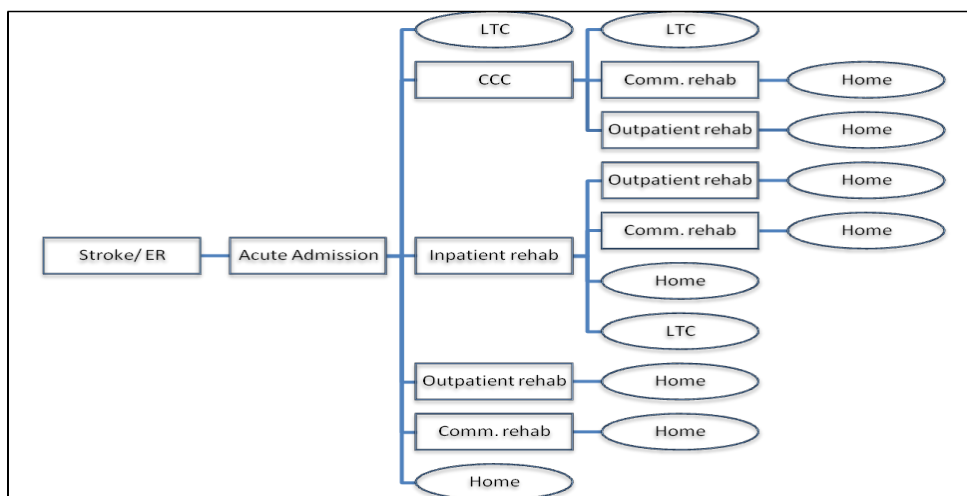 LTC
LTC
CCC
Comm. rehab
Home
Outpatient rehab
Home
Outpatient rehab
Home
Comm. rehab
Home
Stroke/ ER
Acute Admission
Inpatient rehab
Home
LTC
Outpatient rehab
Home
Comm. rehab
Home
Home